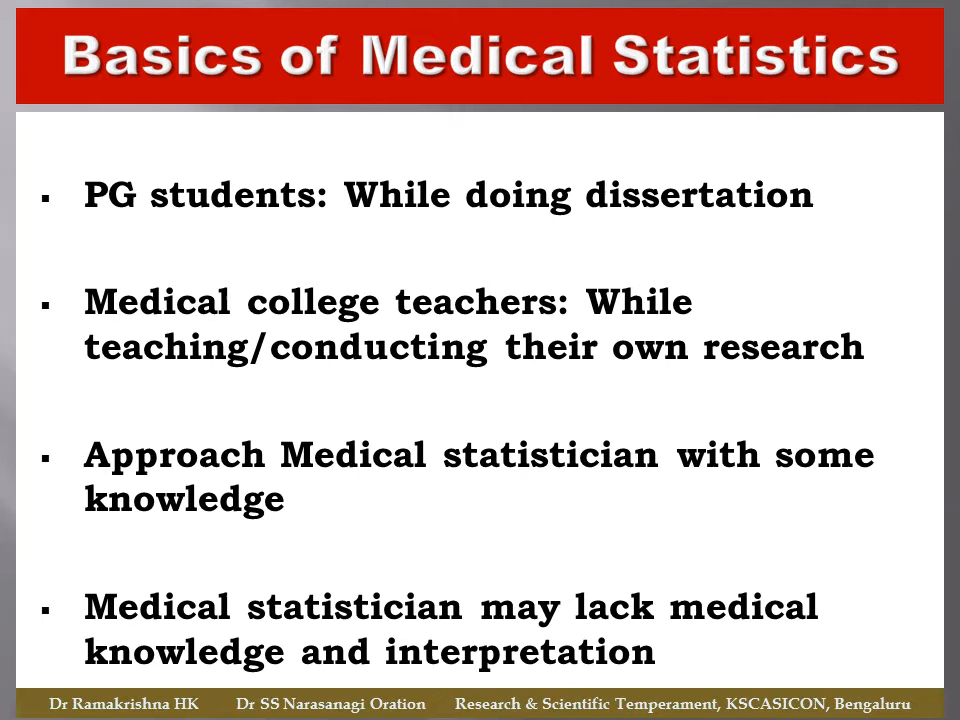 Basics of Medical Statistics
▪ PG students: While doing dissertation
▪ Medical college teachers: While
teaching/conducting their own research
▪ Approach Medical statistician with some
knowledge
▪ Medical statistician may lack medical
knowledge and interpretation
Dr Ramakrishna HK Dr SS Narasanagi Oration Research & Scientific Temperament, KSCASICON, Bengaluru